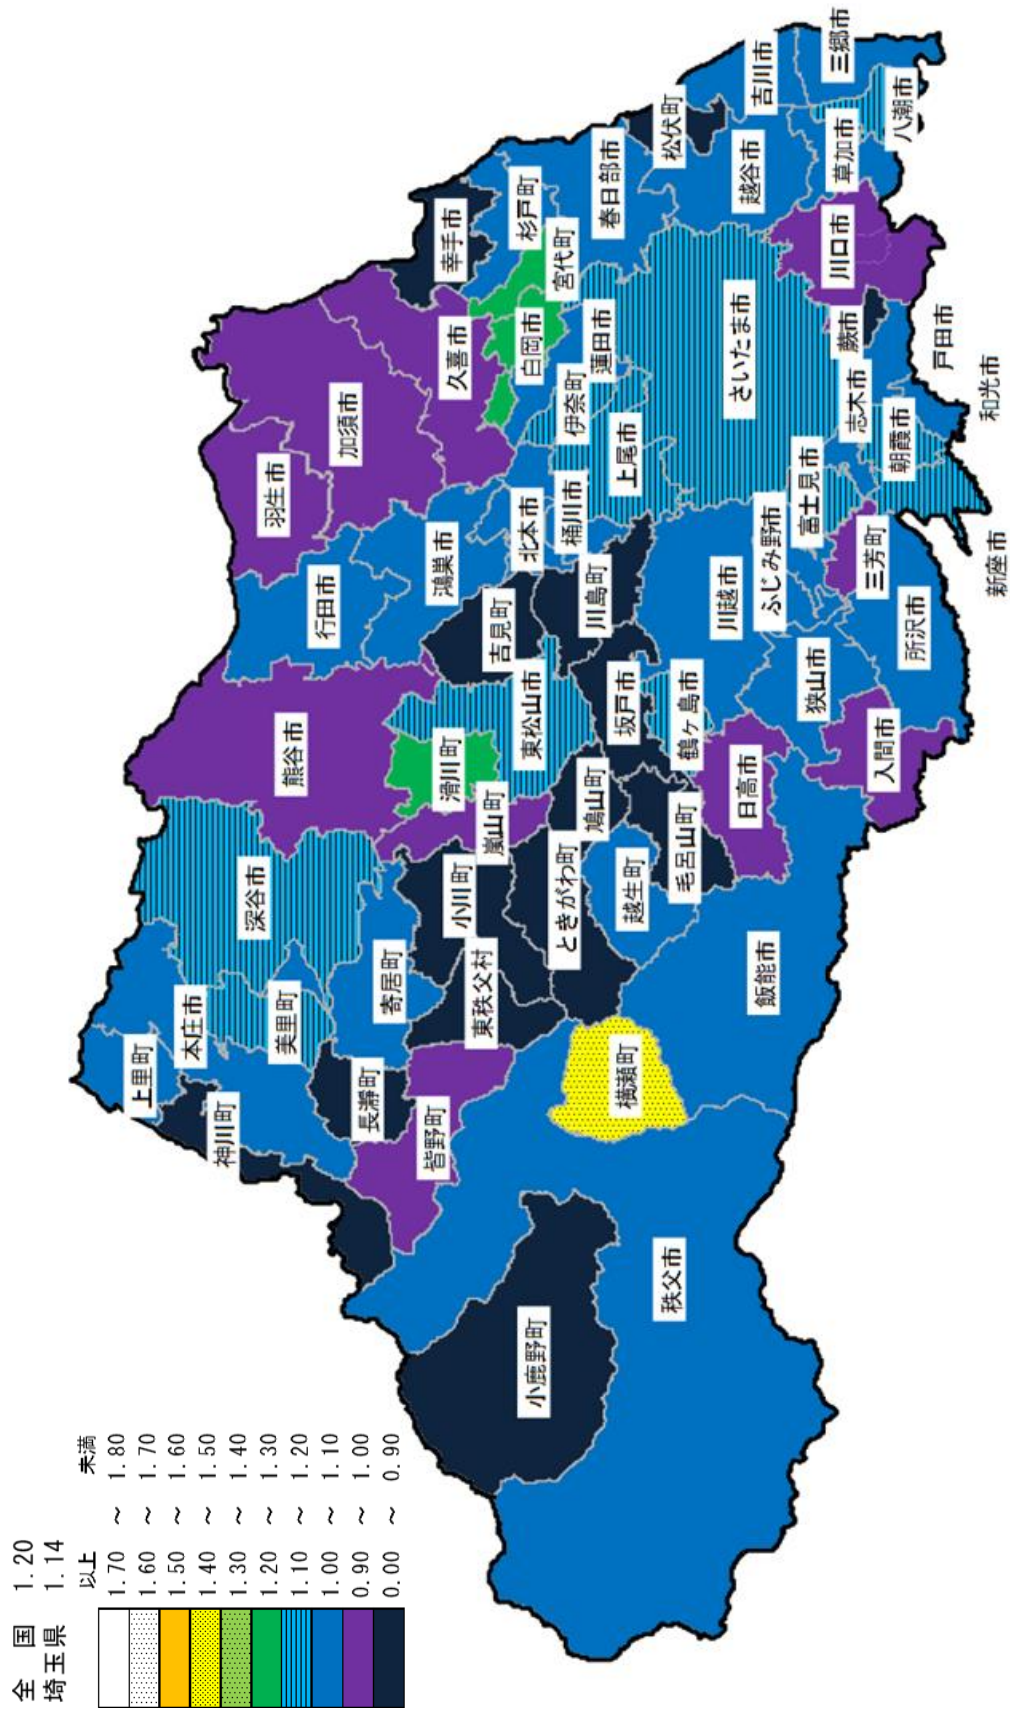 全　国　1.20
埼玉県　1.14
以上　未満
1.70 ～ 1.80
1.60 ～ 1.70
1.50 ～ 1.60
1.40 ～ 1.50
1.30 ～ 1.40
1.20 ～ 1.30
1.10 ～ 1.20
1.00 ～ 1.10
0.90 ～ 1.00
0.00 ～ 0.90
上里町
本庄市
神川町
美里町
深谷市
熊谷市
寄居町
長瀞町
皆野町
小鹿野町
秩父市
横瀬町
東秩父村
小川町
ときがわ町
嵐山町
滑川町
東松山市
吉見町
鳩山町
越生町
毛呂山町
坂戸市
鶴ヶ島市
川島町
日高市
飯能市
入間市
狭山市
所沢市
川越市
ふじみ野市
富士見市
三芳町
新座市
志木市
朝霞市
和光市
戸田市
蕨市
川口市
さいたま市
上尾市
伊奈町
桶川市
北本市
鴻巣市
行田市
羽生市
加須市
久喜市
白岡市
蓮田市
宮代町
杉戸町
幸手市
春日部市
松伏町
越谷市
吉川市
三郷市
草加市
八潮市